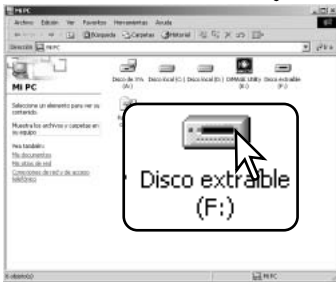 MI PC
Archivo Edición Ver Favoritos Herramientas Ayuda
Búsqueda Carpetas Historial
Dirección MI PC
MI PC
Seleccione un elemento para ver su
contenido.
Muestra los archivos y carpetas en
su equipo
Vea también:
Mis documentos
Mis sitios de red
Conexiones de red y de acceso
telefónico
Disco de 3½ (A:)
Disco local (C:)
Disco local (D:)
Disco extraíble (F:)
Disco extraíble
(F:)
6 objeto(s)
MI PC